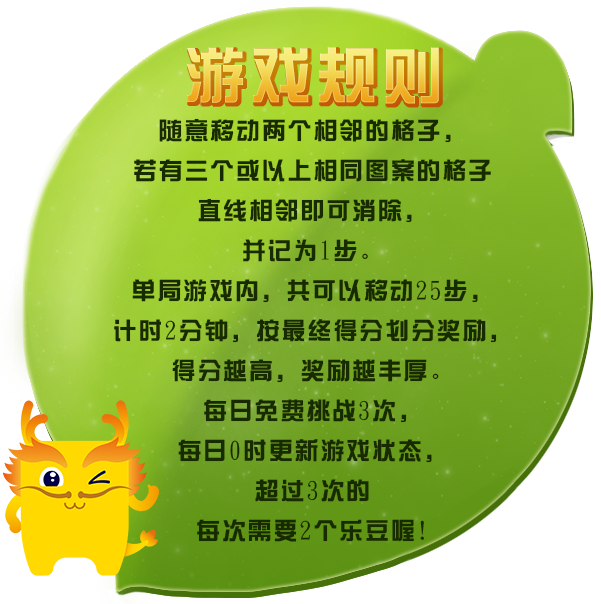 游戏规则
随意移动两个相邻的格子，
若有三个或以上相同图案的格子
直线相邻即可消除，
并记为1步。
单局游戏内，共可以移动25步，
计时2分钟，按最终得分划分奖励，
得分越高，奖励越丰厚。
每日免费挑战3次，
每日0时更新游戏状态，
超过3次的
每次需要2个乐豆喔！